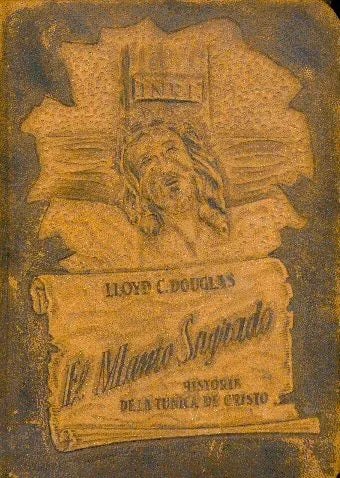 INRI
LLOYD C. DOUGLAS
El Manto Sagrado
HISTORIA
DE LA TUNICA DE CRISTO